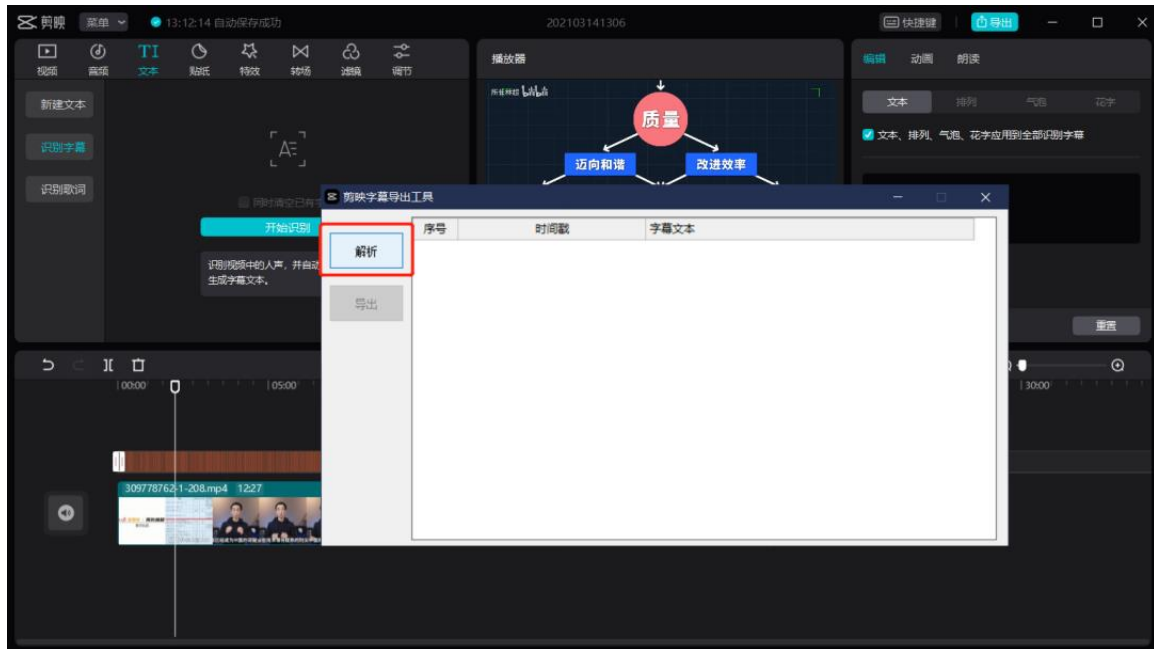 剪映 菜单 13:12:14 自动保存成功 202103141306 快捷键 导出
视频 音频 TI 文本 贴纸 特效 转场 滤镜 调节
播放器
编辑 动画 朗读
新建文本
识别字幕
识别歌词
文本 排列 气泡 花字
文本、排列、气泡、花字应用到全部识别字幕
质量
迈向和谐 改进效率
开始识别
识别视频中的人声，并自动
生成字幕文本。
剪映字幕导出工具
解析
导出
序号 时间戳 字幕文本
重置
00:00 05:00 30:00
309778762-1-208.mp4 12:27